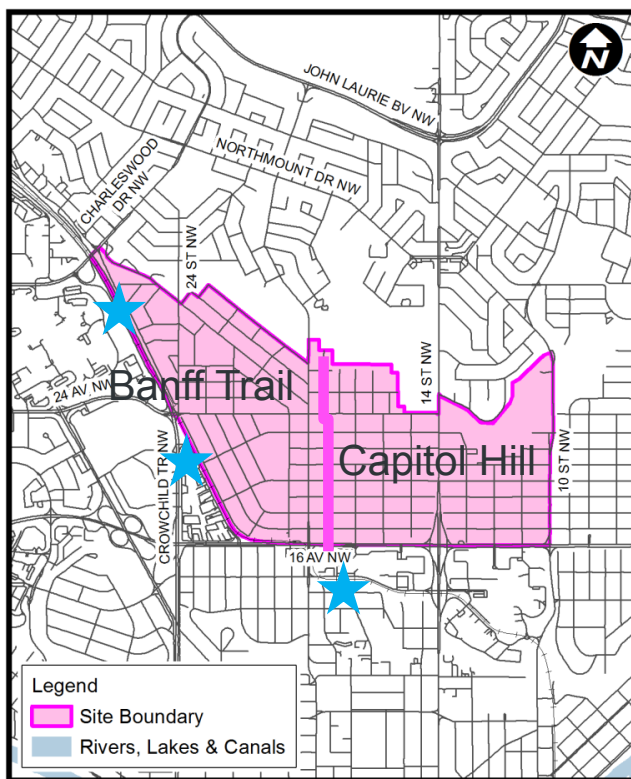 N
JOHN LAURIE BV NW
NORTHMOUNT DR NW
CHARLESWOOD
DR NW
24 ST NW
Banff Trail
24 AV NW
14 ST NW
Capitol Hill
10 ST NW
CROWCHILD TR NW
16 AV NW
Legend
Site Boundary
Rivers, Lakes & Canals